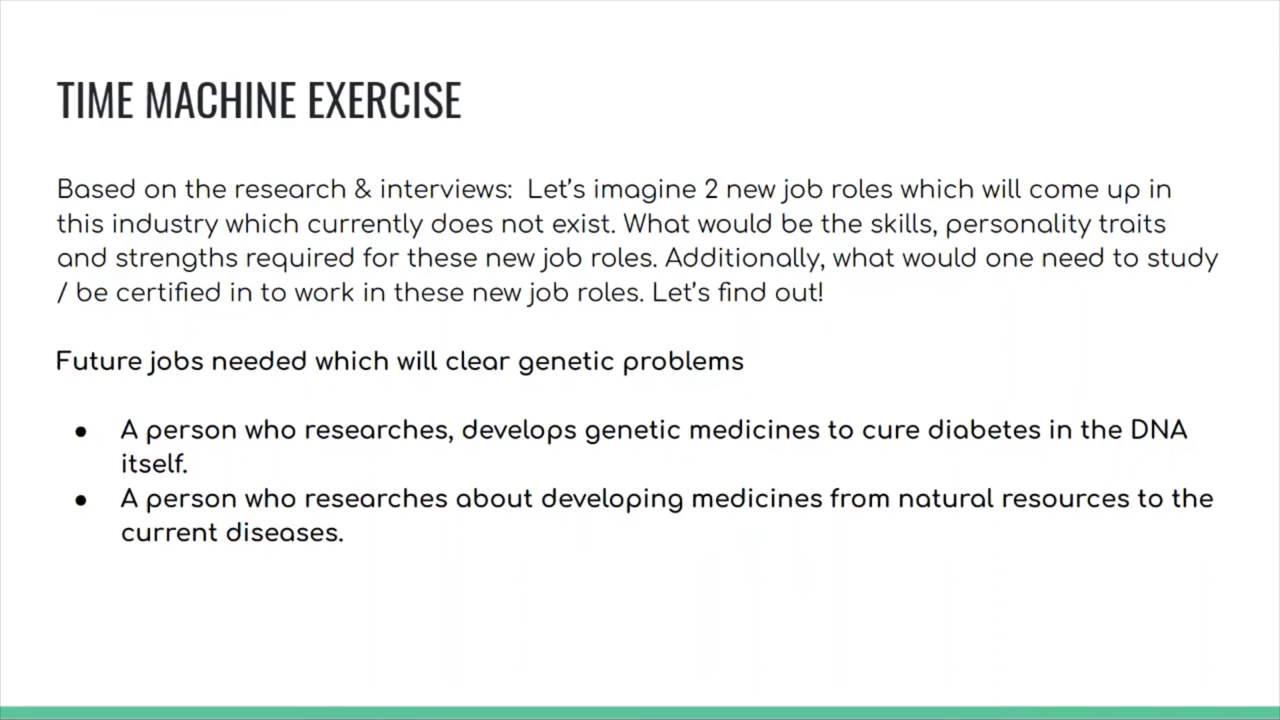 TIME MACHINE EXERCISE
Based on the research & interviews:  Let's imagine 2 new job roles which will come up in
this industry which currently does not exist. What would be the skills, personality traits
and strengths required for these new job roles. Additionally, what would one need to study
/ be certified in to work in these new job roles. Let's find out!
Future jobs needed which will clear genetic problems
● A person who researches, develops genetic medicines to cure diabetes in the DNA
itself.
● A person who researches about developing medicines from natural resources to the
current diseases.